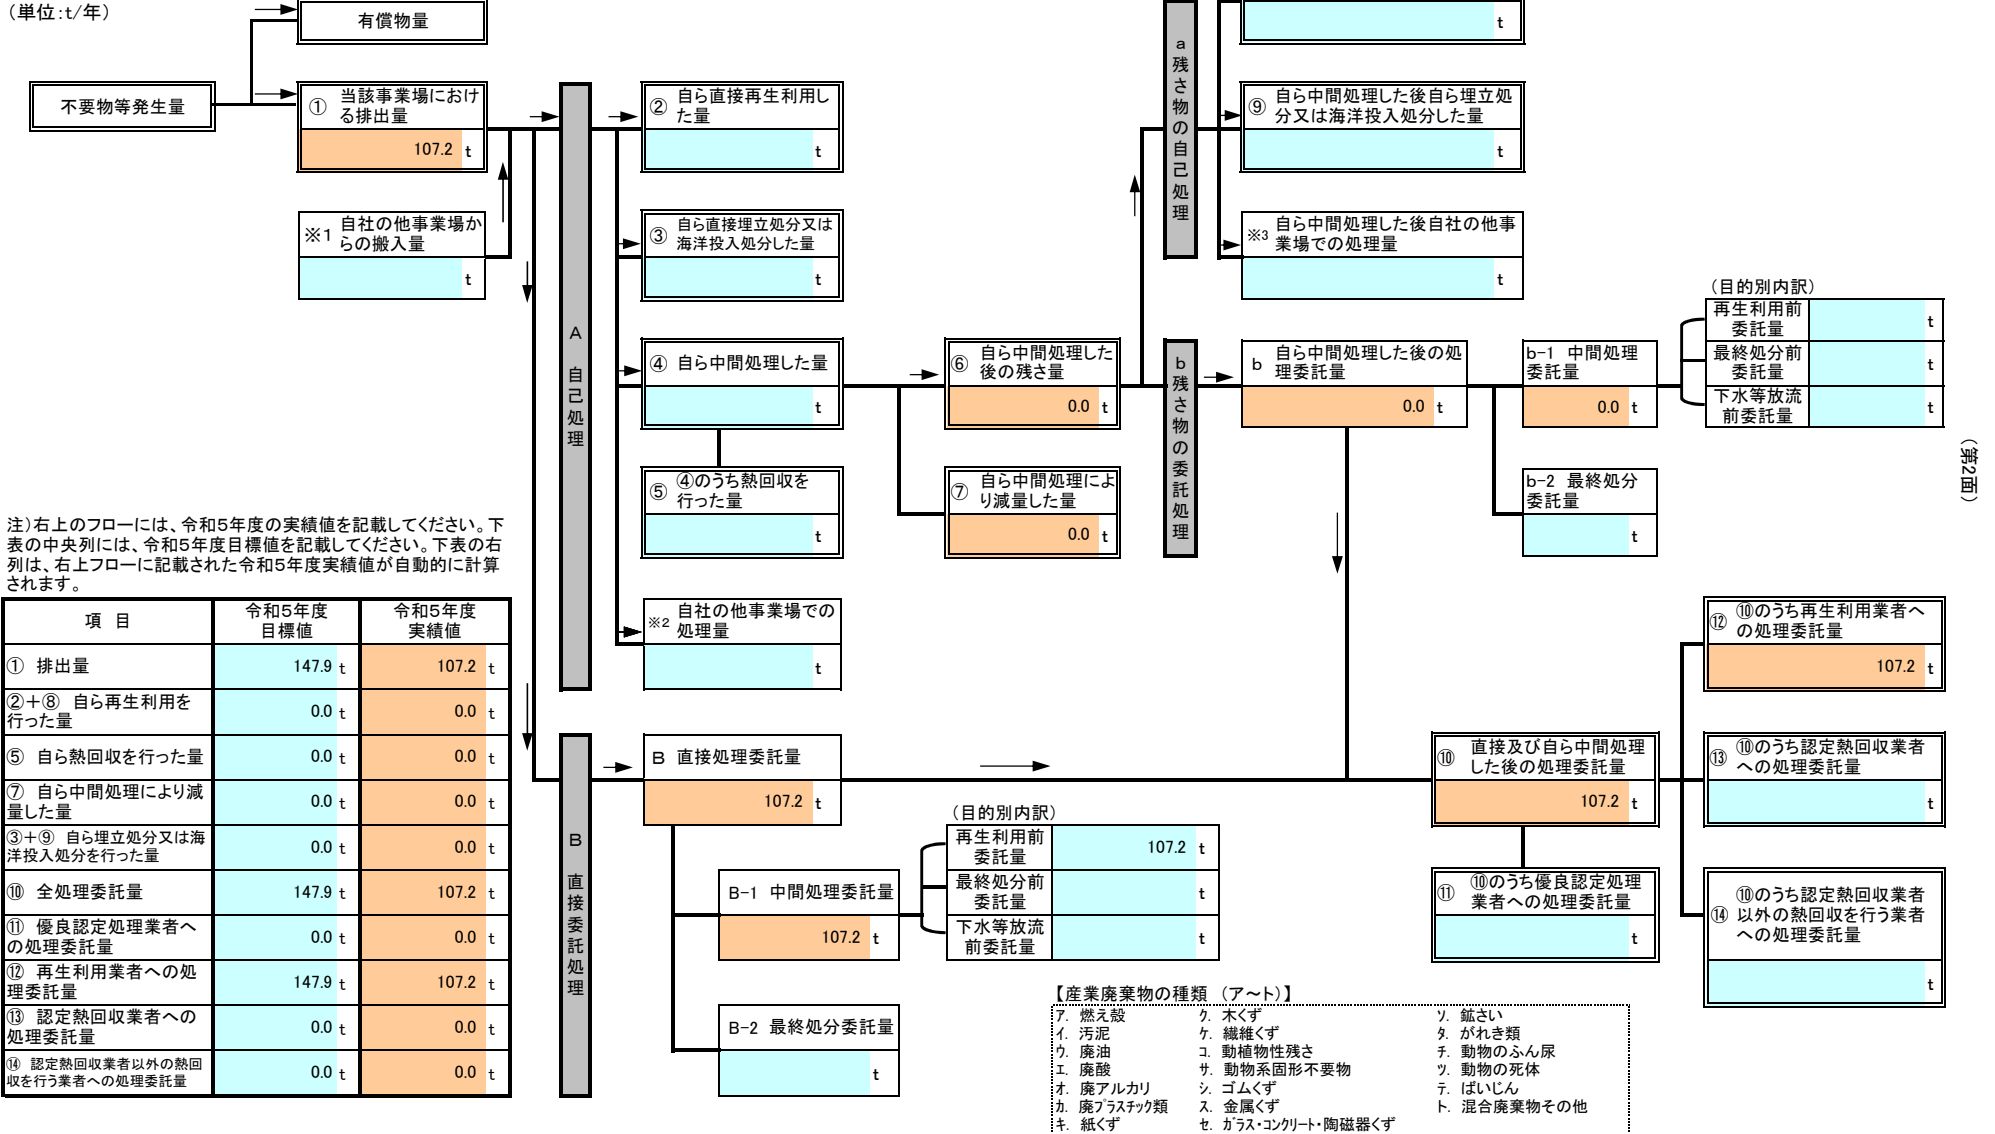 （単位：t/年）
有償物量
不要物等発生量
① 当該事業場におけ
る排出量
107.2 t
※1 自社の他事業場か
らの搬入量
t
A 自己処理
② 自ら直接再生利用し
た量
t
③ 自ら直接埋立処分又は
海洋投入処分した量
t
④ 自ら中間処理した量
t
⑤ ④のうち熱回収を
行った量
t
※2 自社の他事業場での
処理量
t
⑥ 自ら中間処理した
後の残さ量
0.0 t
⑦ 自ら中間処理によ
り減量した量
0.0 t
a残さ物の自己処理
t
⑨ 自ら中間処理した後自ら埋立処
分又は海洋投入処分した量
t
※3 自ら中間処理した後自社の他事
業場での処理量
t
b残さ物の委託処理
b 自ら中間処理した後の処
理委託量
0.0 t
b-1 中間処理
委託量
0.0 t
b-2 最終処分
委託量
t
（目的別内訳）
再生利用前
委託量
t
最終処分前
委託量
t
下水等放流
前委託量
t
（第2面）
注）右上のフローには、令和5年度の実績値を記載してください。下
表の中央列には、令和5年度目標値を記載してください。下表の右
列は、右上フローに記載された令和5年度実績値が自動的に計算
されます。
項 目 令和5年度 令和5年度
目標値 実績値
① 排出量 147.9 t 107.2 t
②＋⑧ 自ら再生利用を
行った量 0.0 t 0.0 t
⑤ 自ら熱回収を行った量 0.0 t 0.0 t
⑦ 自ら中間処理により減
量した量 0.0 t 0.0 t
③＋⑨ 自ら埋立処分又は海
洋投入処分を行った量 0.0 t 0.0 t
⑩ 全処理委託量 147.9 t 107.2 t
⑪ 優良認定処理業者へ
の処理委託量 0.0 t 0.0 t
⑫ 再生利用業者への処
理委託量 147.9 t 107.2 t
⑬ 認定熱回収業者への
処理委託量 0.0 t 0.0 t
⑭ 認定熱回収業者以外の熱回
収を行う業者への処理委託量 0.0 t 0.0 t
B 直接委託処理
B 直接処理委託量
107.2 t
B-1 中間処理委託量
107.2 t
B-2 最終処分委託量
t
（目的別内訳）
再生利用前
委託量
107.2 t
最終処分前
委託量
t
下水等放流
前委託量
t
⑩ 直接及び自ら中間処理
した後の処理委託量
107.2 t
⑪ ⑩のうち優良認定処理
業者への処理委託量
t
⑫ ⑩のうち再生利用業者へ
の処理委託量
107.2 t
⑬ ⑩のうち認定熱回収業者
への処理委託量
t
⑭ ⑩のうち認定熱回収業者
以外の熱回収を行う業者
への処理委託量
t
【産業廃棄物の種類 （ア～ト）】
ア. 燃え殻 ク. 木くず ソ. 鉱さい
イ. 汚泥 ケ. 繊維くず タ. がれき類
ウ. 廃油 コ. 動植物性残さ チ. 動物のふん尿
エ. 廃酸 サ. 動物系固形不要物 ツ. 動物の死体
オ. 廃アルカリ シ. ゴムくず テ. ばいじん
カ. 廃プラスチック類 ス. 金属くず ト. 混合廃棄物その他
キ. 紙くず セ. ガラス・コンクリート・陶磁器くず